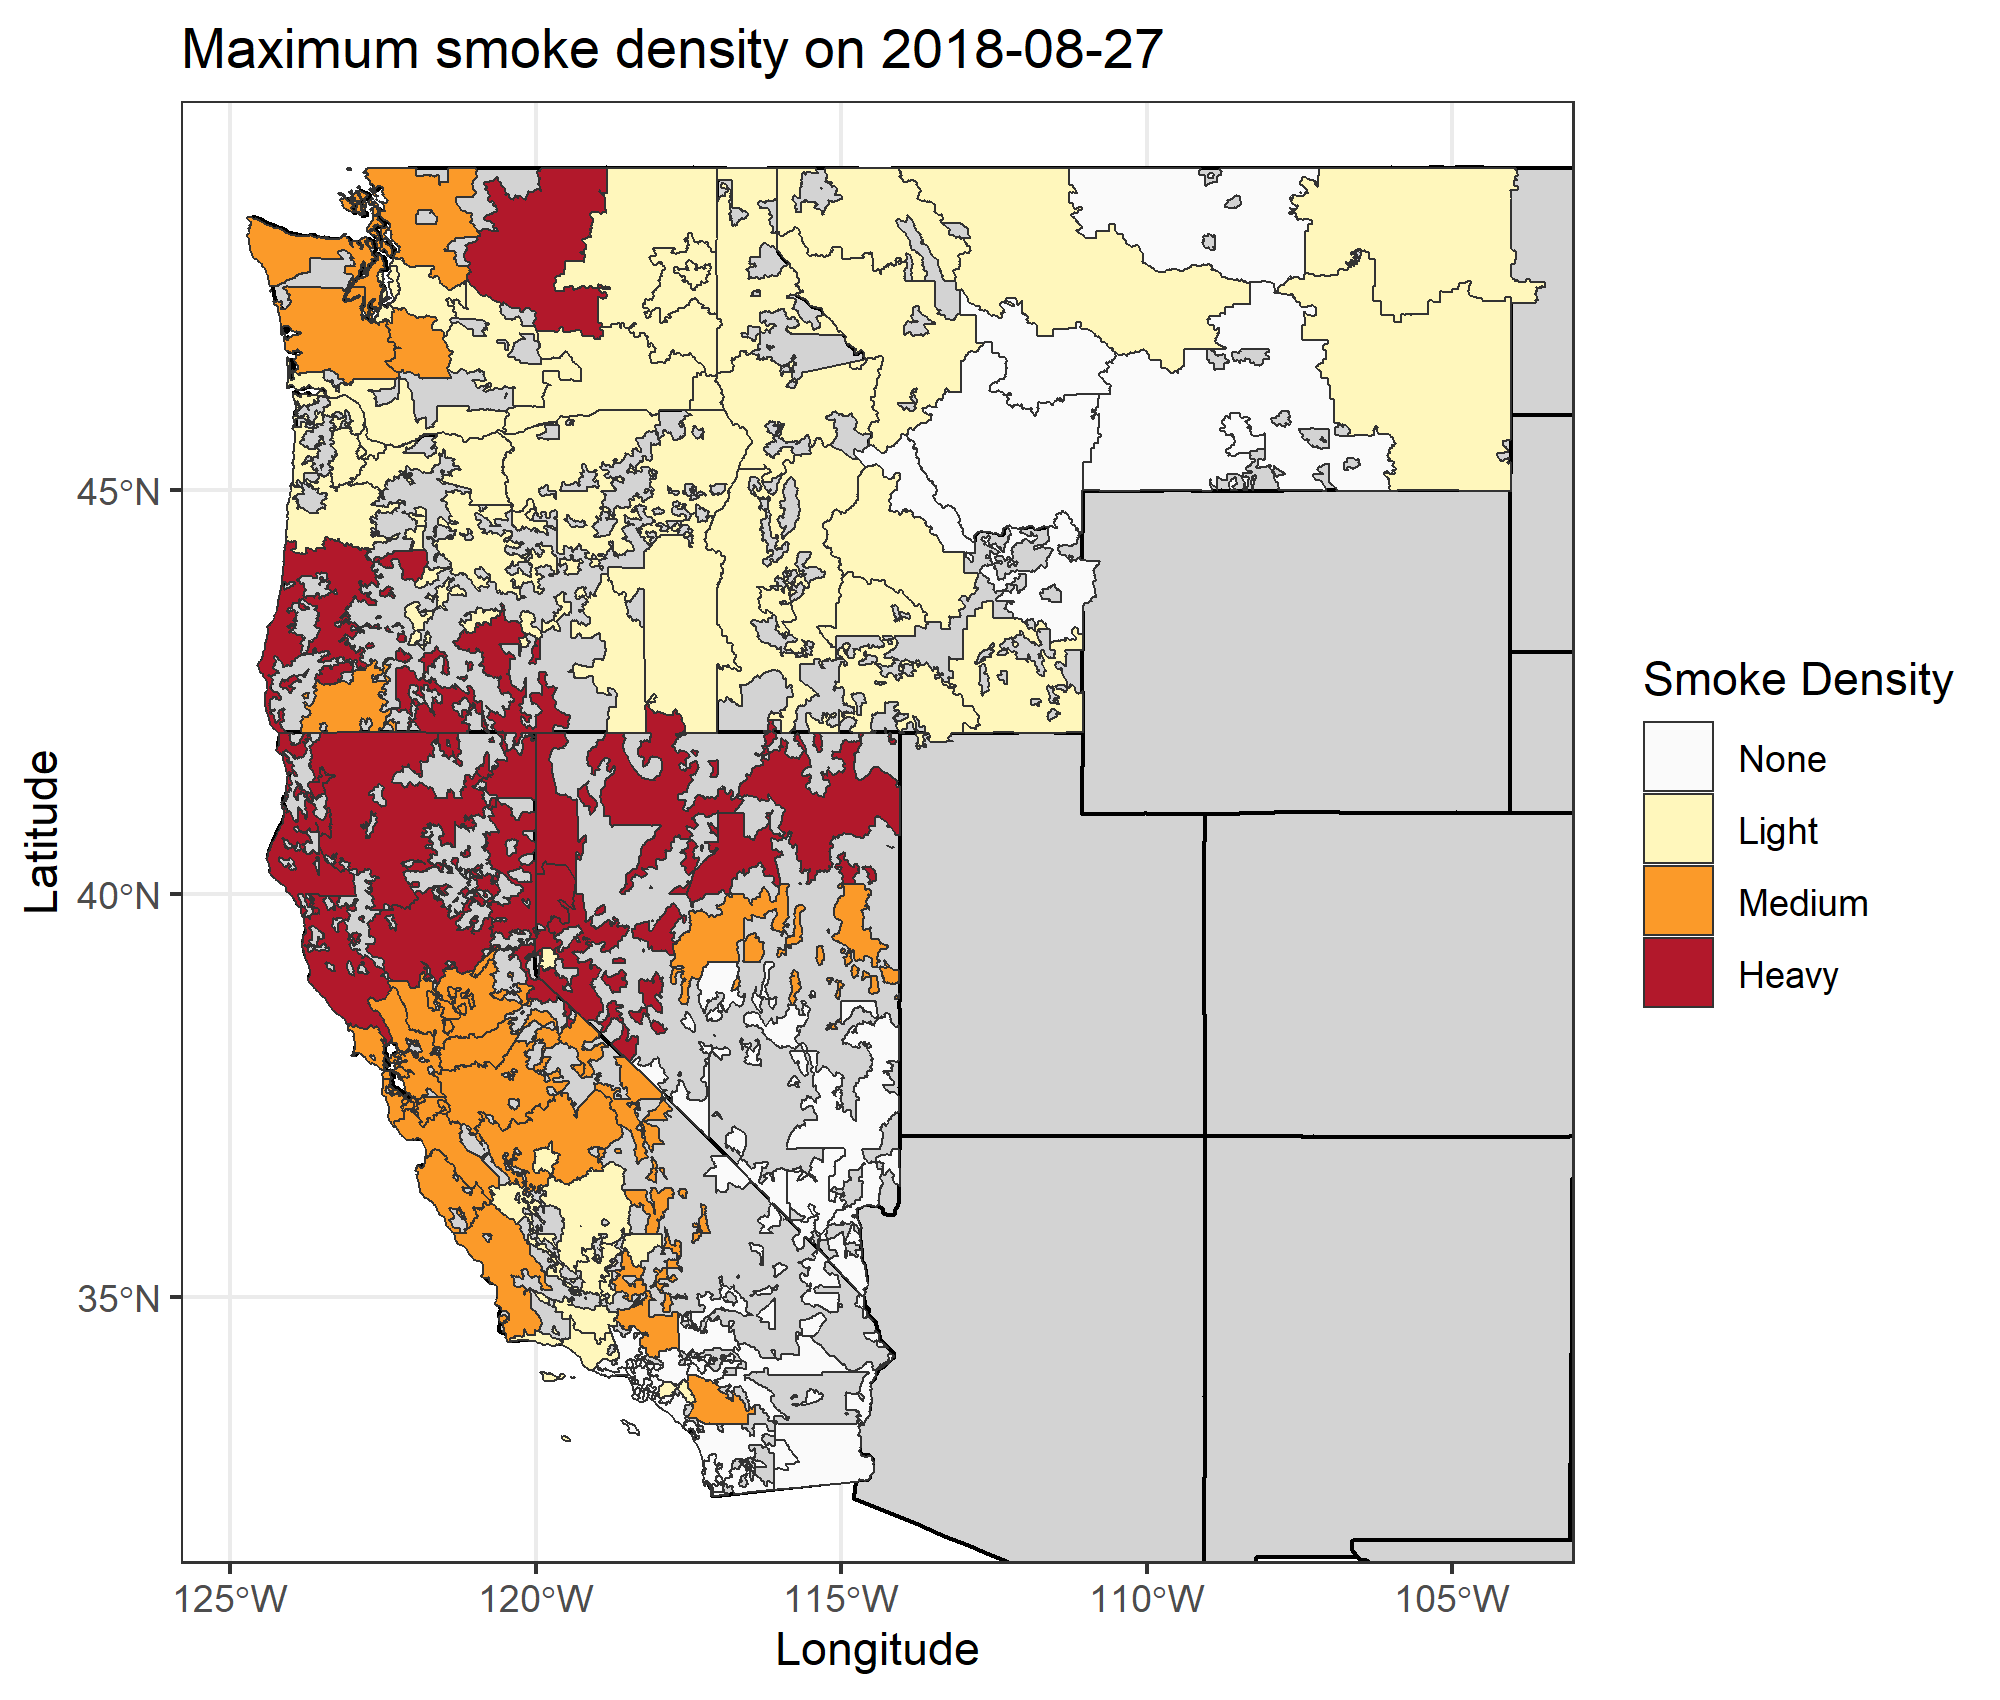 Maximum smoke density on 2018-08-27
45°N
40°N
35°N
Latitude
125°W
120°W
115°W
110°W
105°W
Longitude
Smoke Density
None
Light
Medium
Heavy